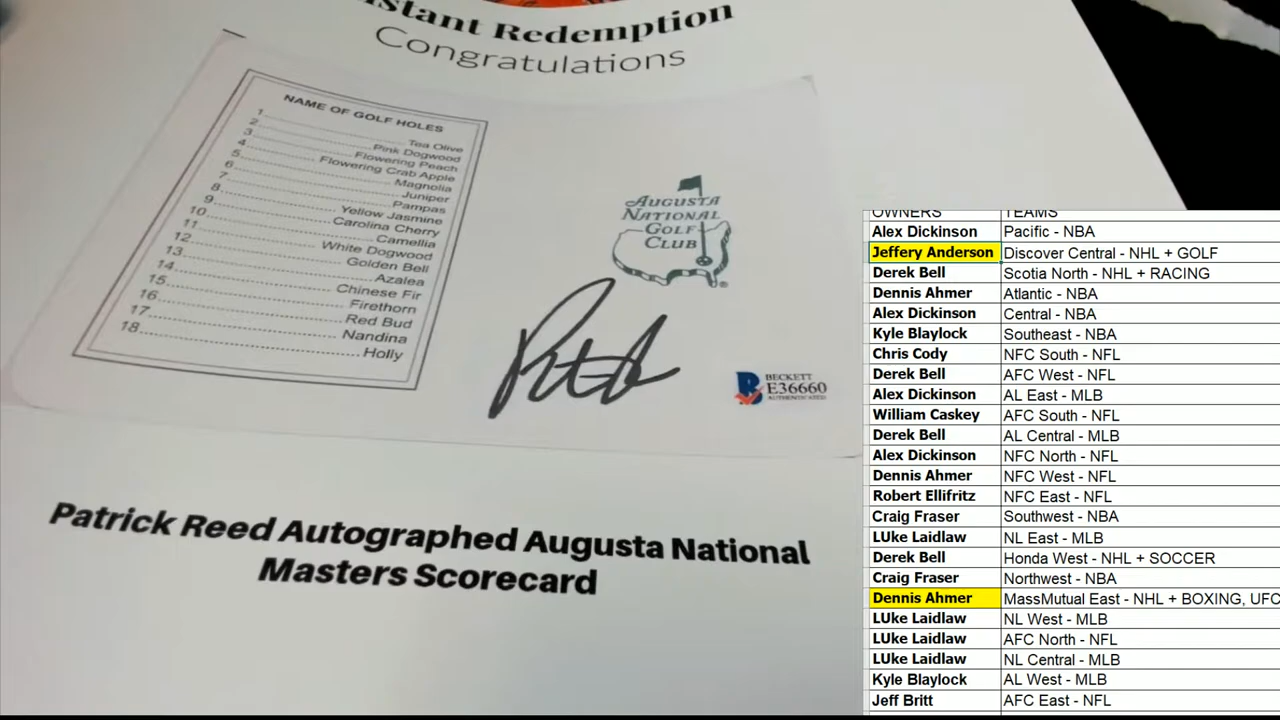 stant Redemption
Congratulations
NAME OF GOLF HOLES
1.......... Tea Olive
2.......... Pink Dogwood
3.......... Flowering Peach
4.......... Flowering Crab Apple
5.......... Magnolia
6.......... Juniper
7.......... Pampas
8.......... Yellow Jasmine
9.......... Carolina Cherry
10.......... Camellia
11.......... White Dogwood
12.......... Golden Bell
13.......... Azalea
14.......... Chinese Fir
15.......... Firethorn
16.......... Red Bud
17.......... Nandina
18.......... Holly
AUGUSTA
NATIONAL
GOLF
CLUB
®
BECKETT
E36660
AUTHENTICATED
Patrick Reed Autographed Augusta National
Masters Scorecard
OWNERS TEAMS
Alex Dickinson Pacific - NBA
Jeffery Anderson Discover Central - NHL + GOLF
Derek Bell Scotia North - NHL + RACING
Dennis Ahmer Atlantic - NBA
Alex Dickinson Central - NBA
Kyle Blaylock Southeast - NBA
Chris Cody NFC South - NFL
Derek Bell AFC West - NFL
Alex Dickinson AL East - MLB
William Caskey AFC South - NFL
Derek Bell AL Central - MLB
Alex Dickinson NFC North - NFL
Dennis Ahmer NFC West - NFL
Robert Ellifritz NFC East - NFL
Craig Fraser Southwest - NBA
LUke Laidlaw NL East - MLB
Derek Bell Honda West - NHL + SOCCER
Craig Fraser Northwest - NBA
Dennis Ahmer MassMutual East - NHL + BOXING, UFC
LUke Laidlaw NL West - MLB
LUke Laidlaw AFC North - NFL
LUke Laidlaw NL Central - MLB
Kyle Blaylock AL West - MLB
Jeff Britt AFC East - NFL